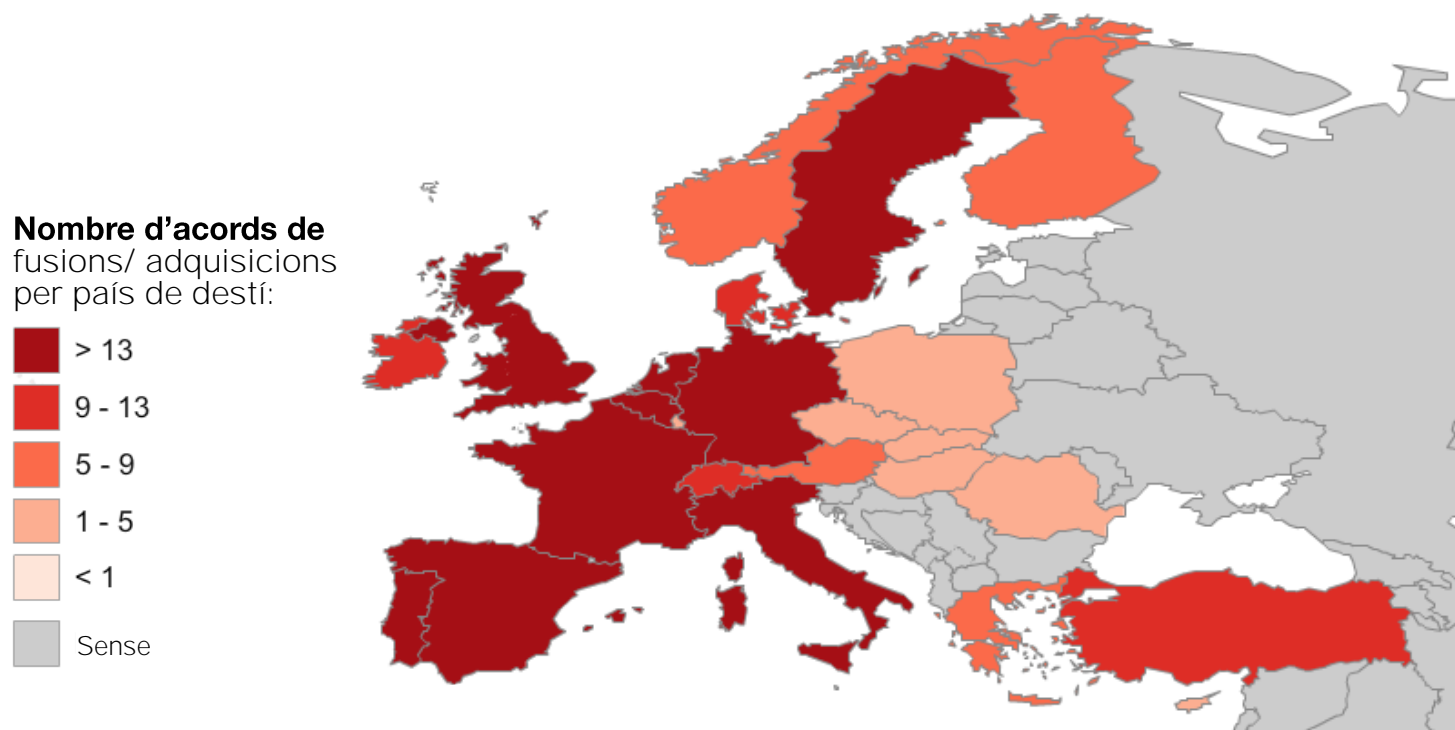 Nombre d’acords de
fusions/ adquisicions
per país de destí:
> 13
9 - 13
5 - 9
1 - 5
< 1
Sense